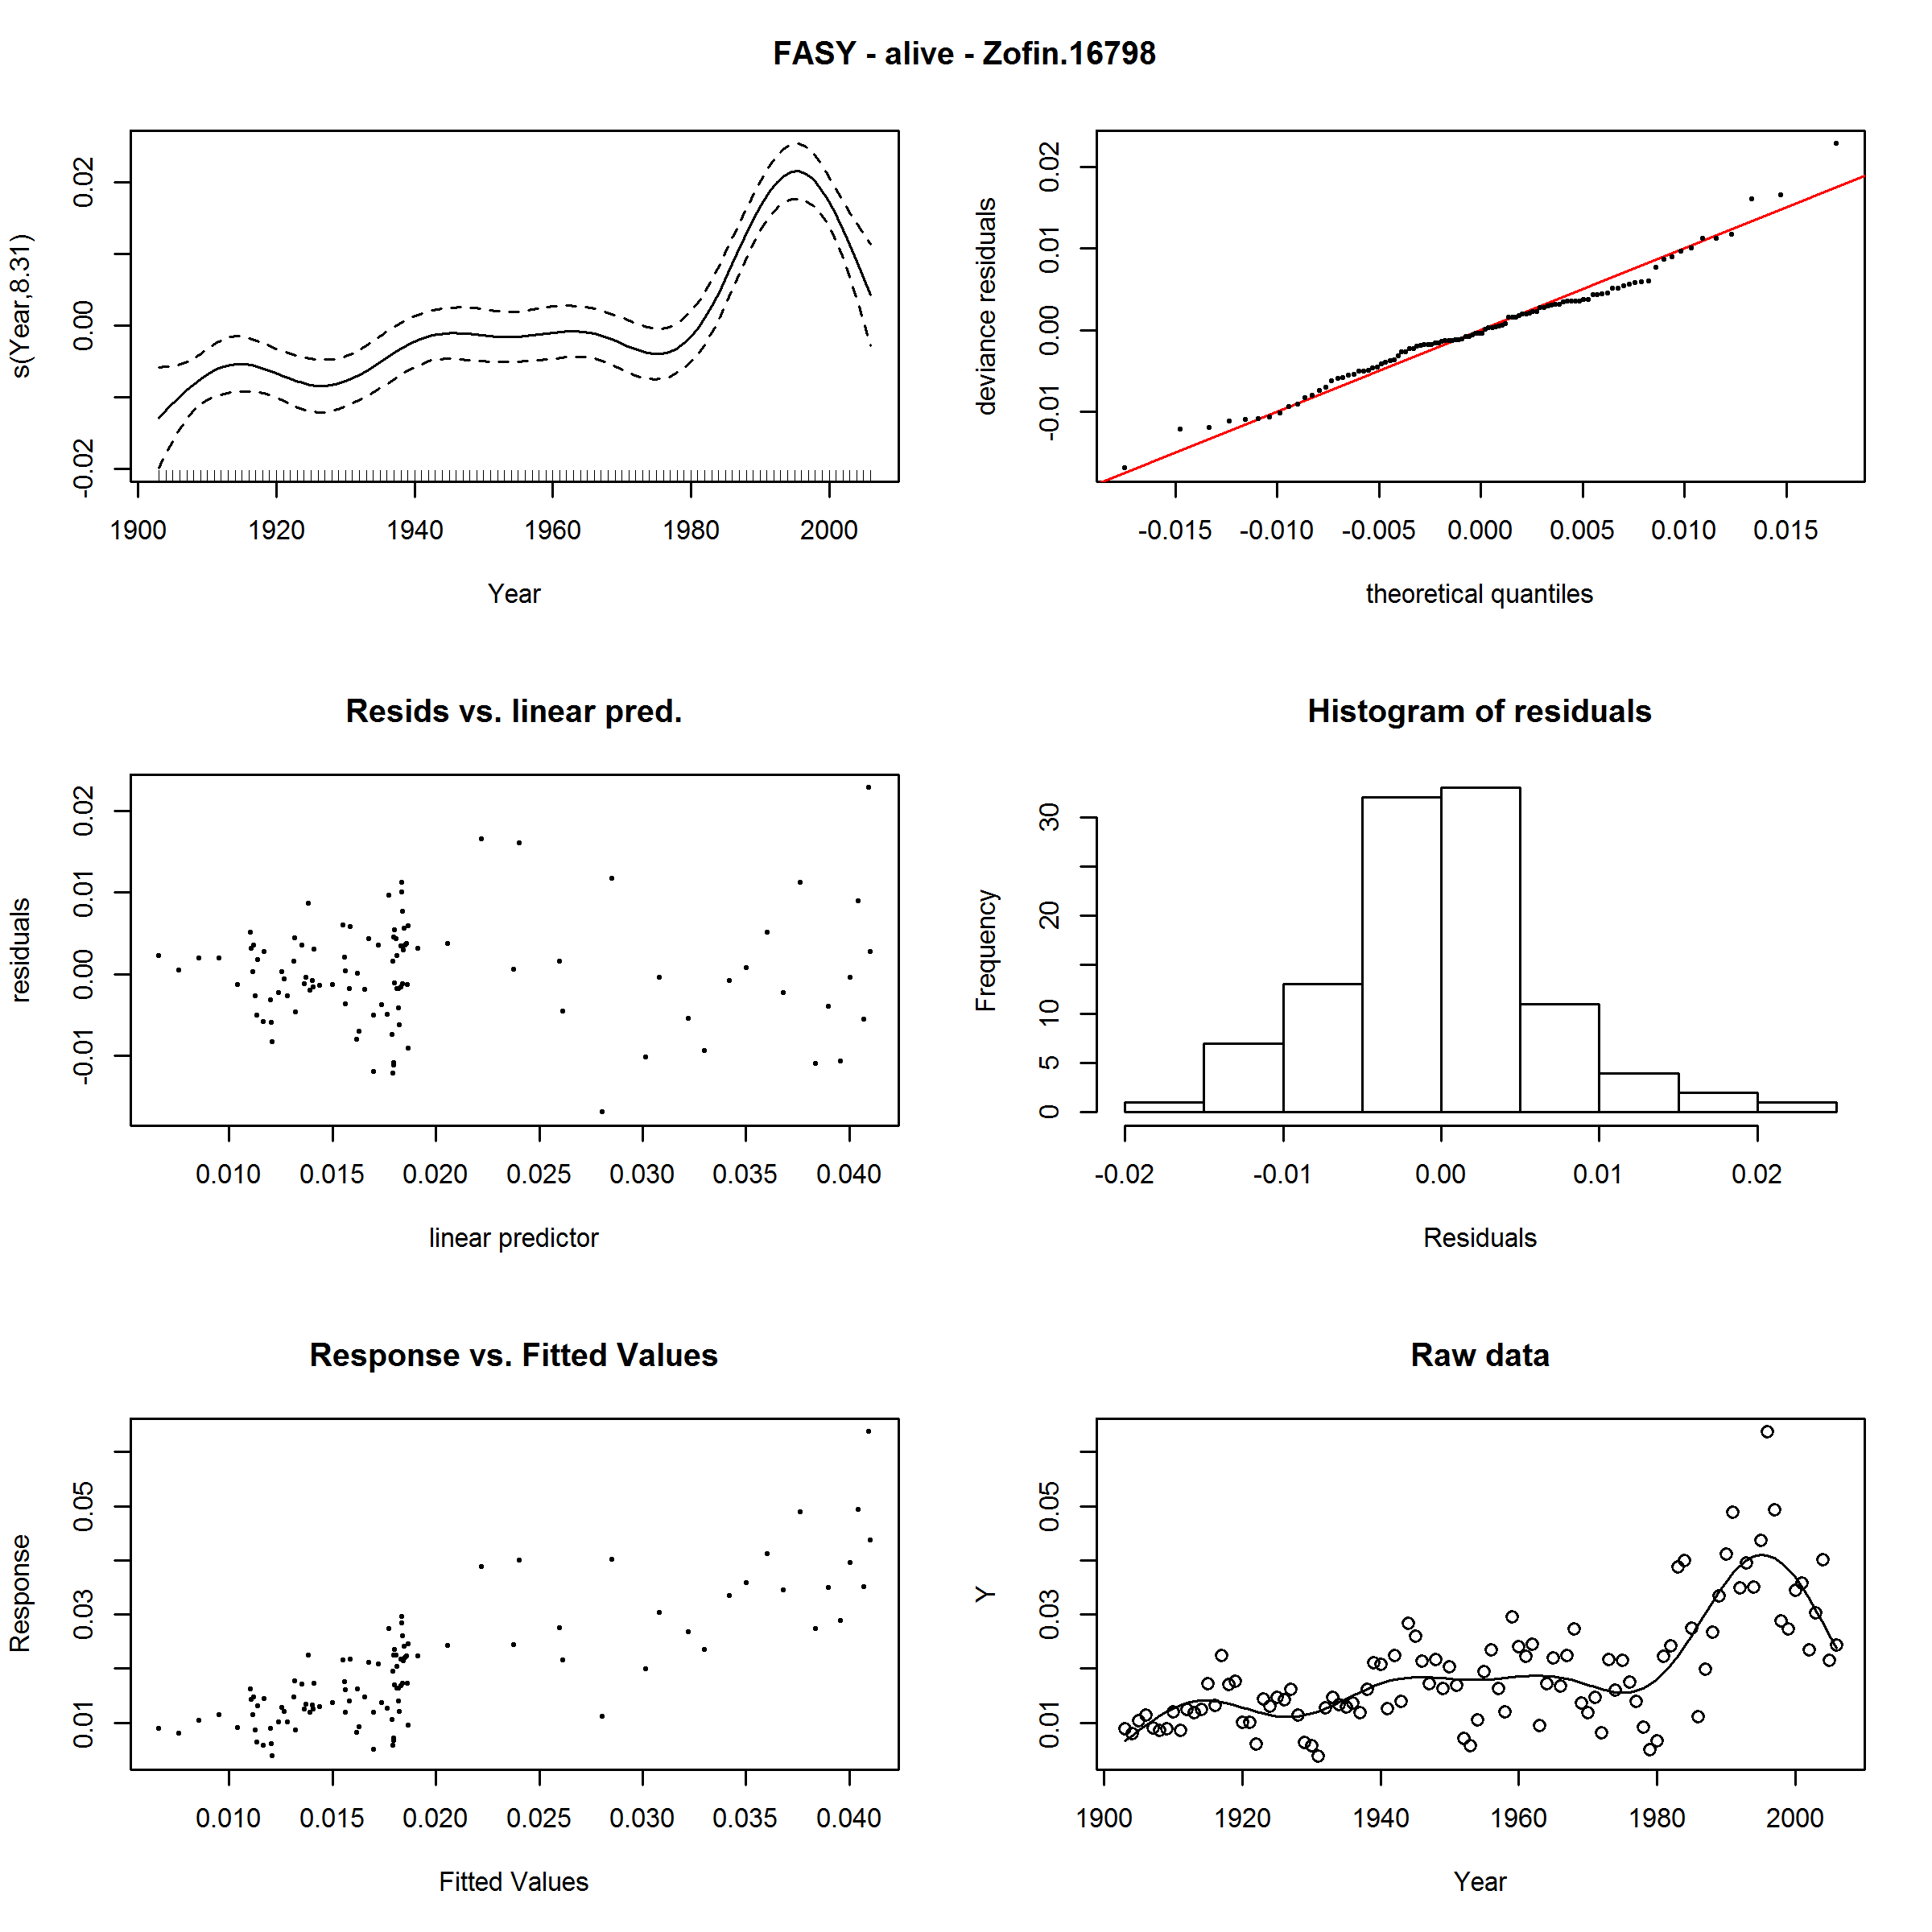 FASY - alive - Zofin.16798
s(Year,8.31)
-0.02 0.00 0.02
1900 1920 1940 1960 1980 2000
Year
deviance residuals
-0.01 0.00 0.01 0.02
-0.015 -0.010 -0.005 0.000 0.005 0.010 0.015
theoretical quantiles
Resids vs. linear pred.
residuals
-0.01 0.00 0.01 0.02
0.010 0.015 0.020 0.025 0.030 0.035 0.040
linear predictor
Histogram of residuals
Frequency
0 5 10 20 30
-0.02 -0.01 0.00 0.01 0.02
Residuals
Response vs. Fitted Values
Response
0.01 0.03 0.05
0.010 0.015 0.020 0.025 0.030 0.035 0.040
Fitted Values
Raw data
Y
0.01 0.03 0.05
1900 1920 1940 1960 1980 2000
Year